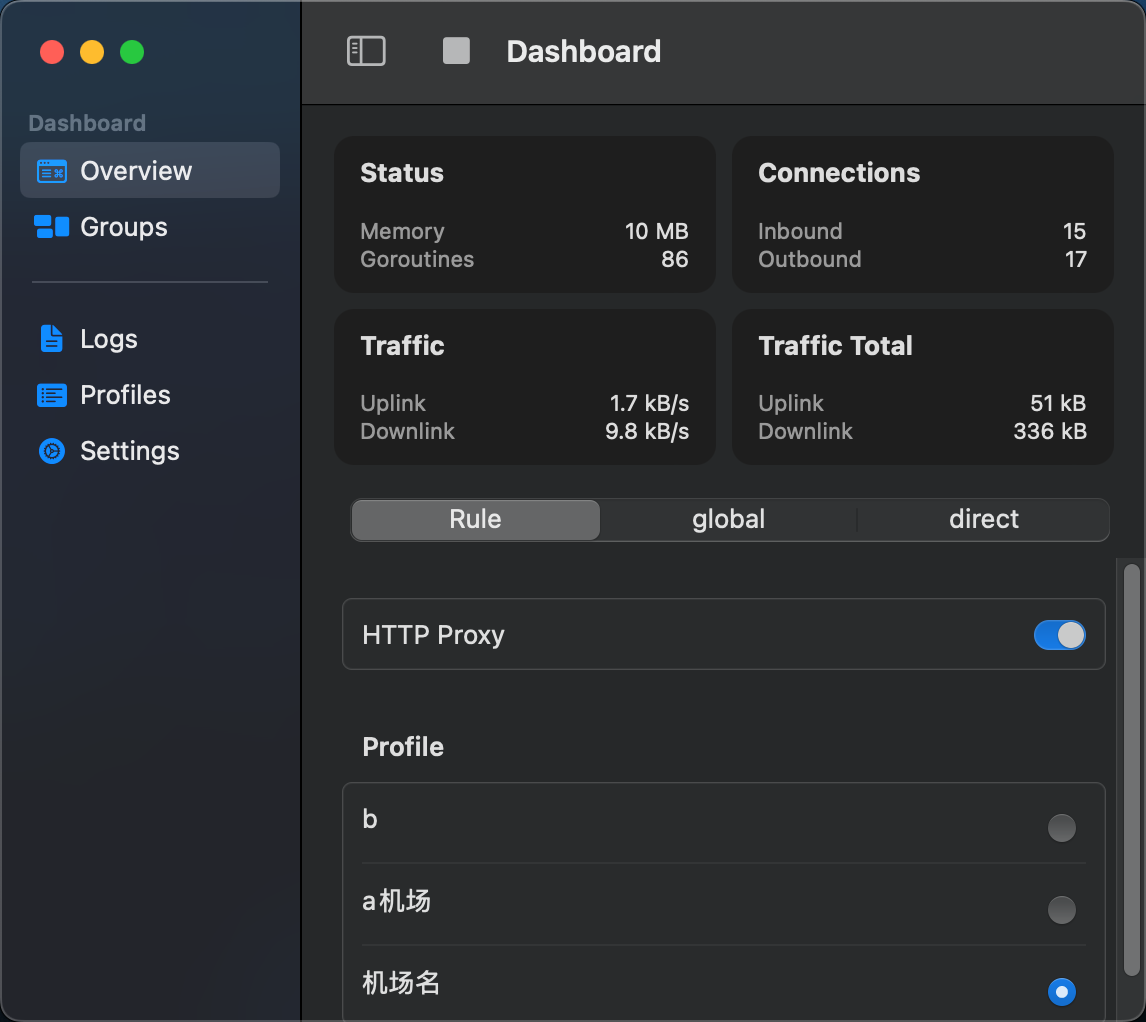 Dashboard
Dashboard
Overview
Groups
Logs
Profiles
Settings
Status
Memory 10 MB
Goroutines 86
Connections
Inbound 15
Outbound 17
Traffic
Uplink 1.7 kB/s
Downlink 9.8 kB/s
Traffic Total
Uplink 51 kB
Downlink 336 kB
Rule global direct
HTTP Proxy
Profile
b
a机场
机场名